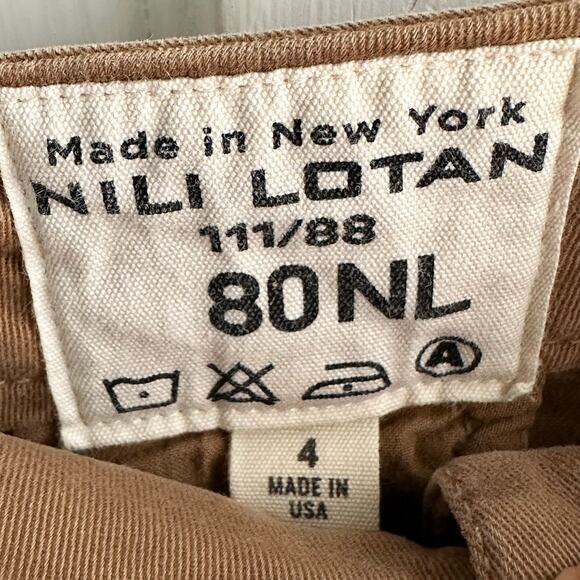 Made in New York
NILI LOTAN
111/88
80NL
A
4
MADE IN
USA